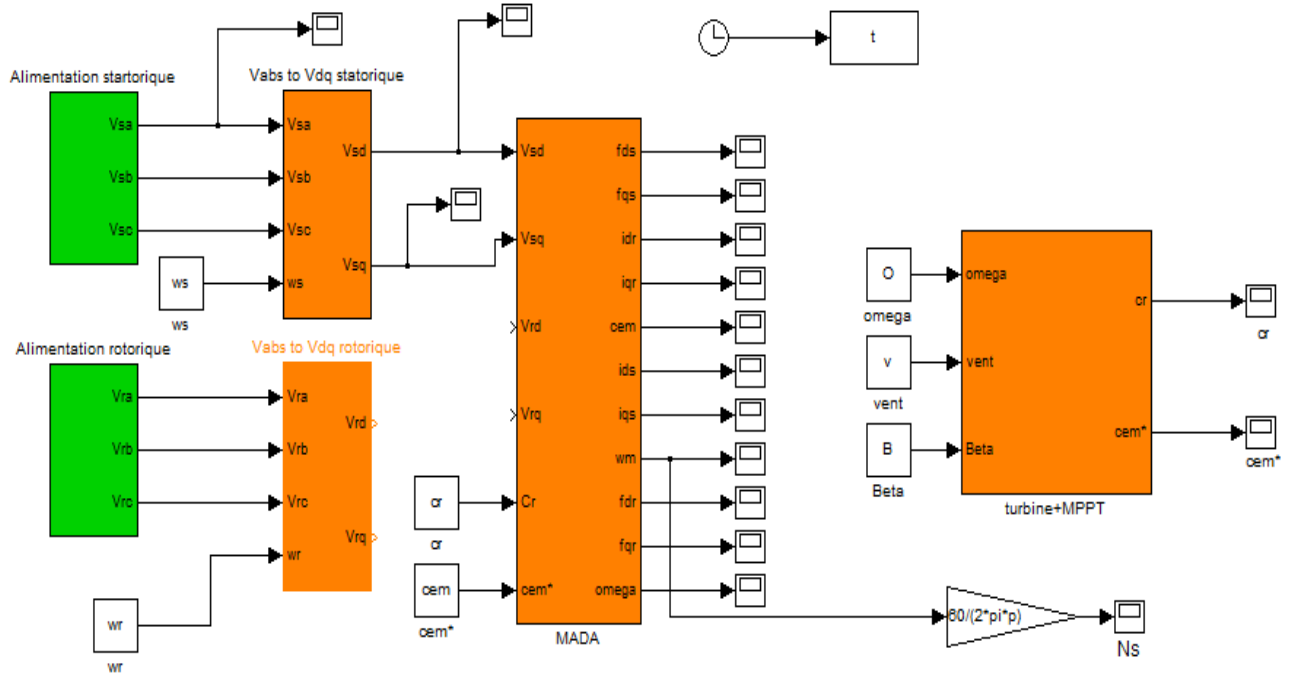 t
Alimentation startorique
Vsa
Vsb
Vsc
Vabs to Vdq statorique
Vsa
Vsb
Vsc
ws
Vsd
Vsq
ws
ws
Alimentation rotorique
Vra
Vrb
Vrc
Vabs to Vdq rotorique
Vra
Vrb
Vrc
wr
Vrd
Vrq
wr
wr
Vsd
Vsq
Vrd
Vrq
Cr
cem*
fds
fqs
idr
iqr
cem
ids
iqs
wm
fdr
fqr
omega
MADA
cr
cr
cem
cem*
O
omega
v
vent
B
Beta
omega
vent
Beta
cr
cem*
turbine+MPPT
cr
cem*
60/(2*pi*p)
Ns